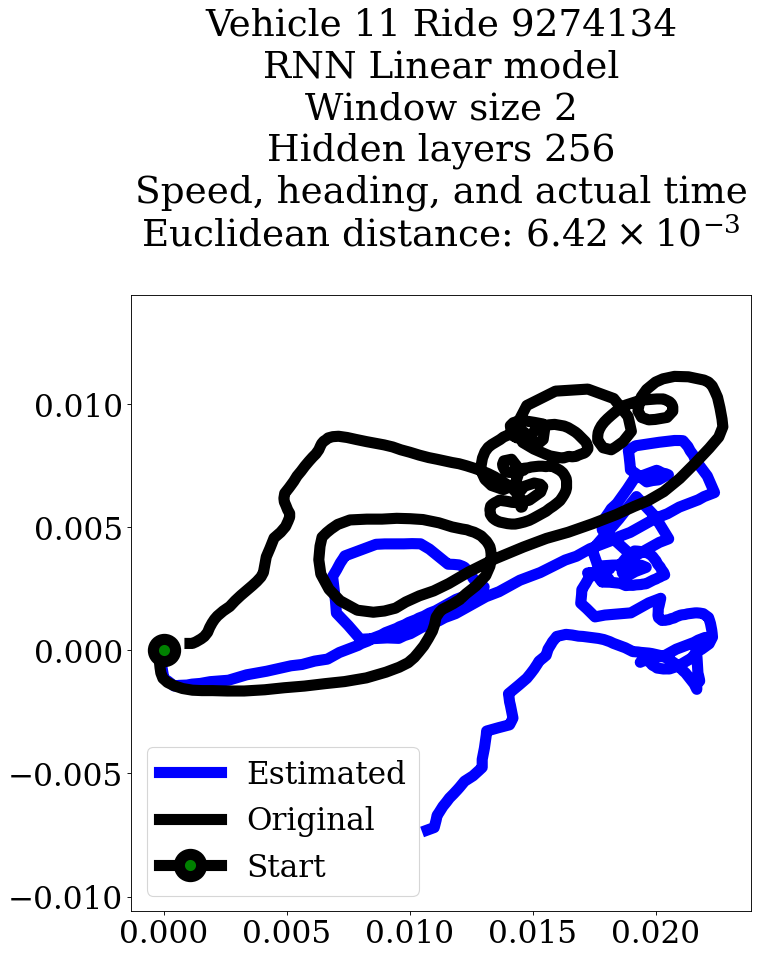 Vehicle 11 Ride 9274134
RNN Linear model
Window size 2
Hidden layers 256
Speed, heading, and actual time
Euclidean distance: 6.42 × 10⁻³
0.010
0.005
0.000
−0.005
−0.010
Estimated
Original
Start
0.000 0.005 0.010 0.015 0.020